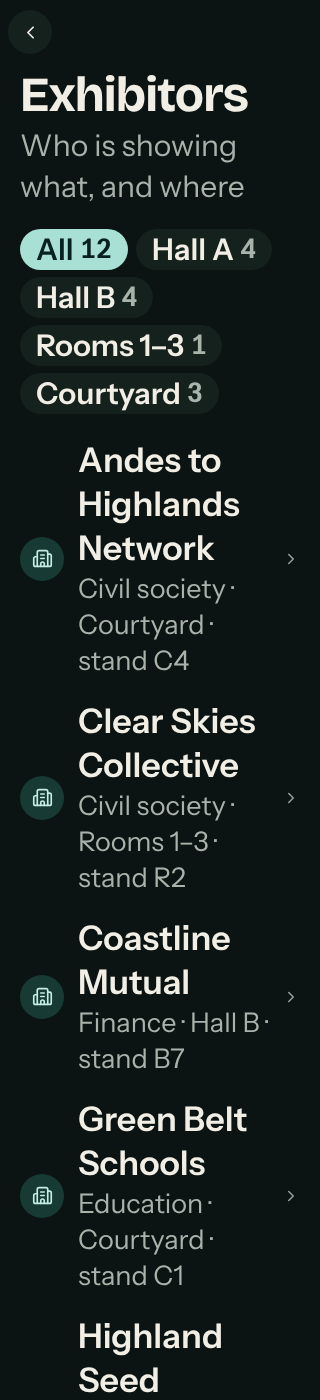 Exhibitors
Who is showing
what, and where
All 12
Hall A 4
Hall B 4
Rooms 1–3 1
Courtyard 3
Andes to
Highlands
Network
Civil society ·
Courtyard ·
stand C4
Clear Skies
Collective
Civil society ·
Rooms 1–3 ·
stand R2
Coastline
Mutual
Finance · Hall B ·
stand B7
Green Belt
Schools
Education ·
Courtyard ·
stand C1
Highland
Seed